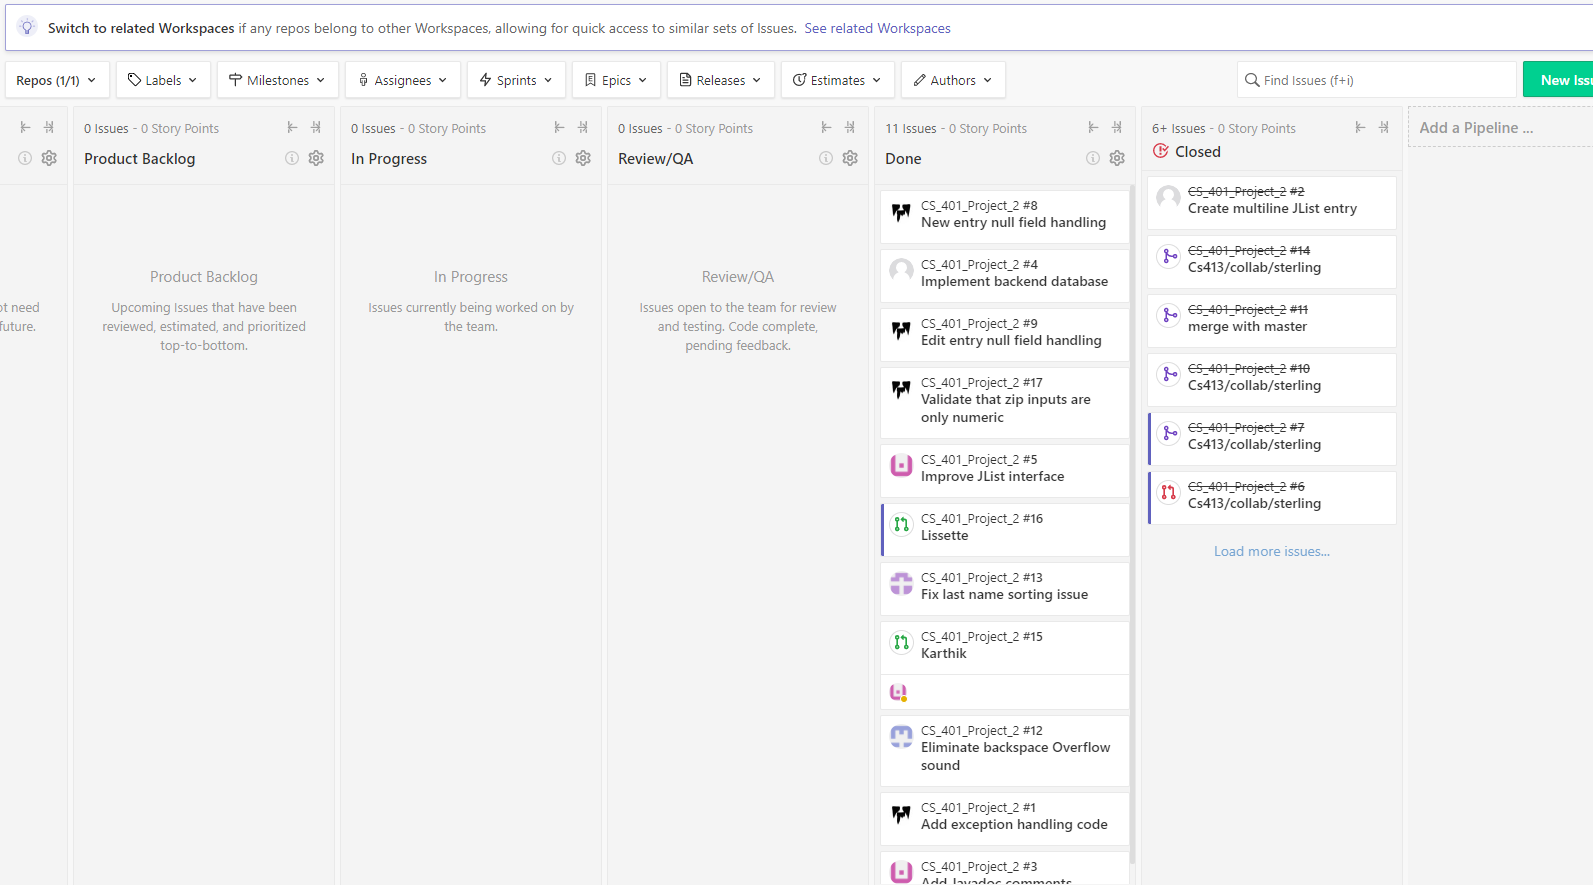 Switch to related Workspaces if any repos belong to other Workspaces, allowing for quick access to similar sets of Issues. See related Workspaces
Repos (1/1)
Labels
Milestones
Assignees
Sprints
Epics
Releases
Estimates
Authors
Find Issues (f+i)
New Iss
ot need
future.
0 Issues - 0 Story Points
Product Backlog
Product Backlog
Upcoming Issues that have been
reviewed, estimated, and prioritized
top-to-bottom.
0 Issues - 0 Story Points
In Progress
In Progress
Issues currently being worked on by
the team.
0 Issues - 0 Story Points
Review/QA
Review/QA
Issues open to the team for review
and testing. Code complete,
pending feedback.
11 Issues - 0 Story Points
Done
CS_401_Project_2 #8
New entry null field handling
CS_401_Project_2 #4
Implement backend database
CS_401_Project_2 #9
Edit entry null field handling
CS_401_Project_2 #17
Validate that zip inputs are
only numeric
CS_401_Project_2 #5
Improve JList interface
CS_401_Project_2 #16
Lissette
CS_401_Project_2 #13
Fix last name sorting issue
CS_401_Project_2 #15
Karthik
CS_401_Project_2 #12
Eliminate backspace Overflow
sound
CS_401_Project_2 #1
Add exception handling code
CS_401_Project_2 #3
Add Javadoc comments
6+ Issues - 0 Story Points
Closed
CS_401_Project_2 #2
Create multiline JList entry
CS_401_Project_2 #14
Cs413/collab/sterling
CS_401_Project_2 #11
merge with master
CS_401_Project_2 #10
Cs413/collab/sterling
CS_401_Project_2 #7
Cs413/collab/sterling
CS_401_Project_2 #6
Cs413/collab/sterling
Load more issues...
Add a Pipeline ...